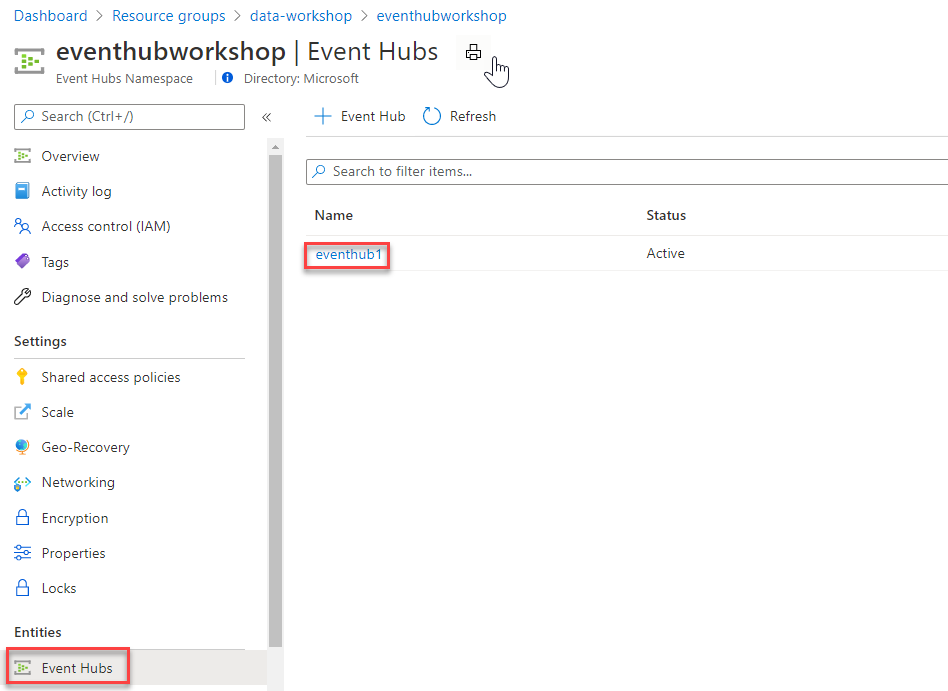 Dashboard > Resource groups > data-workshop > eventhubworkshop
eventhubworkshop | Event Hubs
Event Hubs Namespace
Directory: Microsoft
Search (Ctrl+/)
«
Event Hub
Refresh
Overview
Activity log
Access control (IAM)
Tags
Diagnose and solve problems
Settings
Shared access policies
Scale
Geo-Recovery
Networking
Encryption
Properties
Locks
Entities
Event Hubs
Search to filter items...
Name
Status
eventhub1
Active